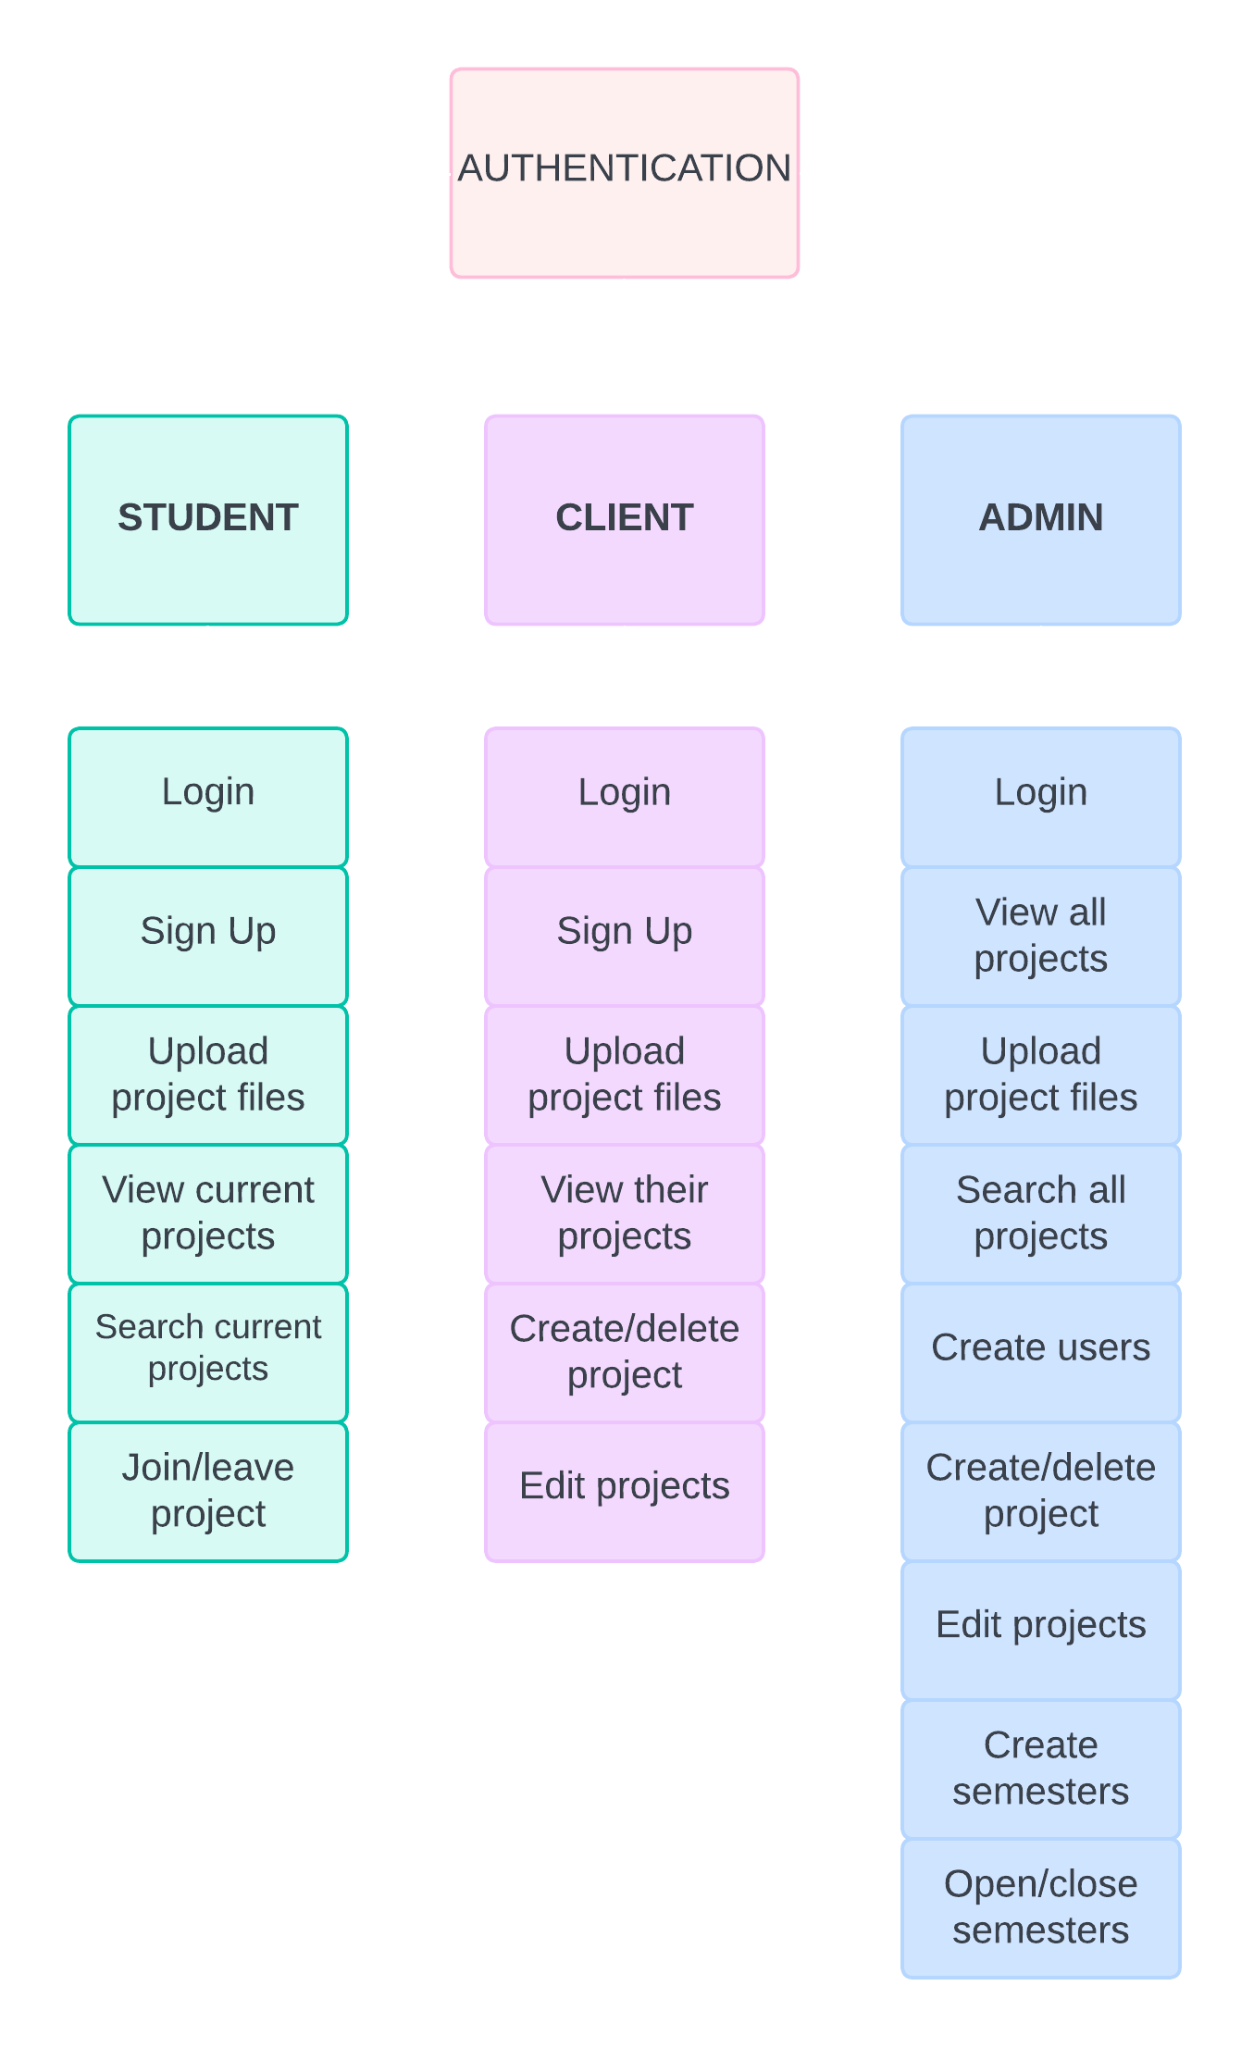 AUTHENTICATION
STUDENT
CLIENT
ADMIN
Login
Sign Up
Upload
project files
View current
projects
Search current
projects
Join/leave
project
Login
Sign Up
Upload
project files
View their
projects
Create/delete
project
Edit projects
Login
View all
projects
Upload
project files
Search all
projects
Create users
Create/delete
project
Edit projects
Create
semesters
Open/close
semesters